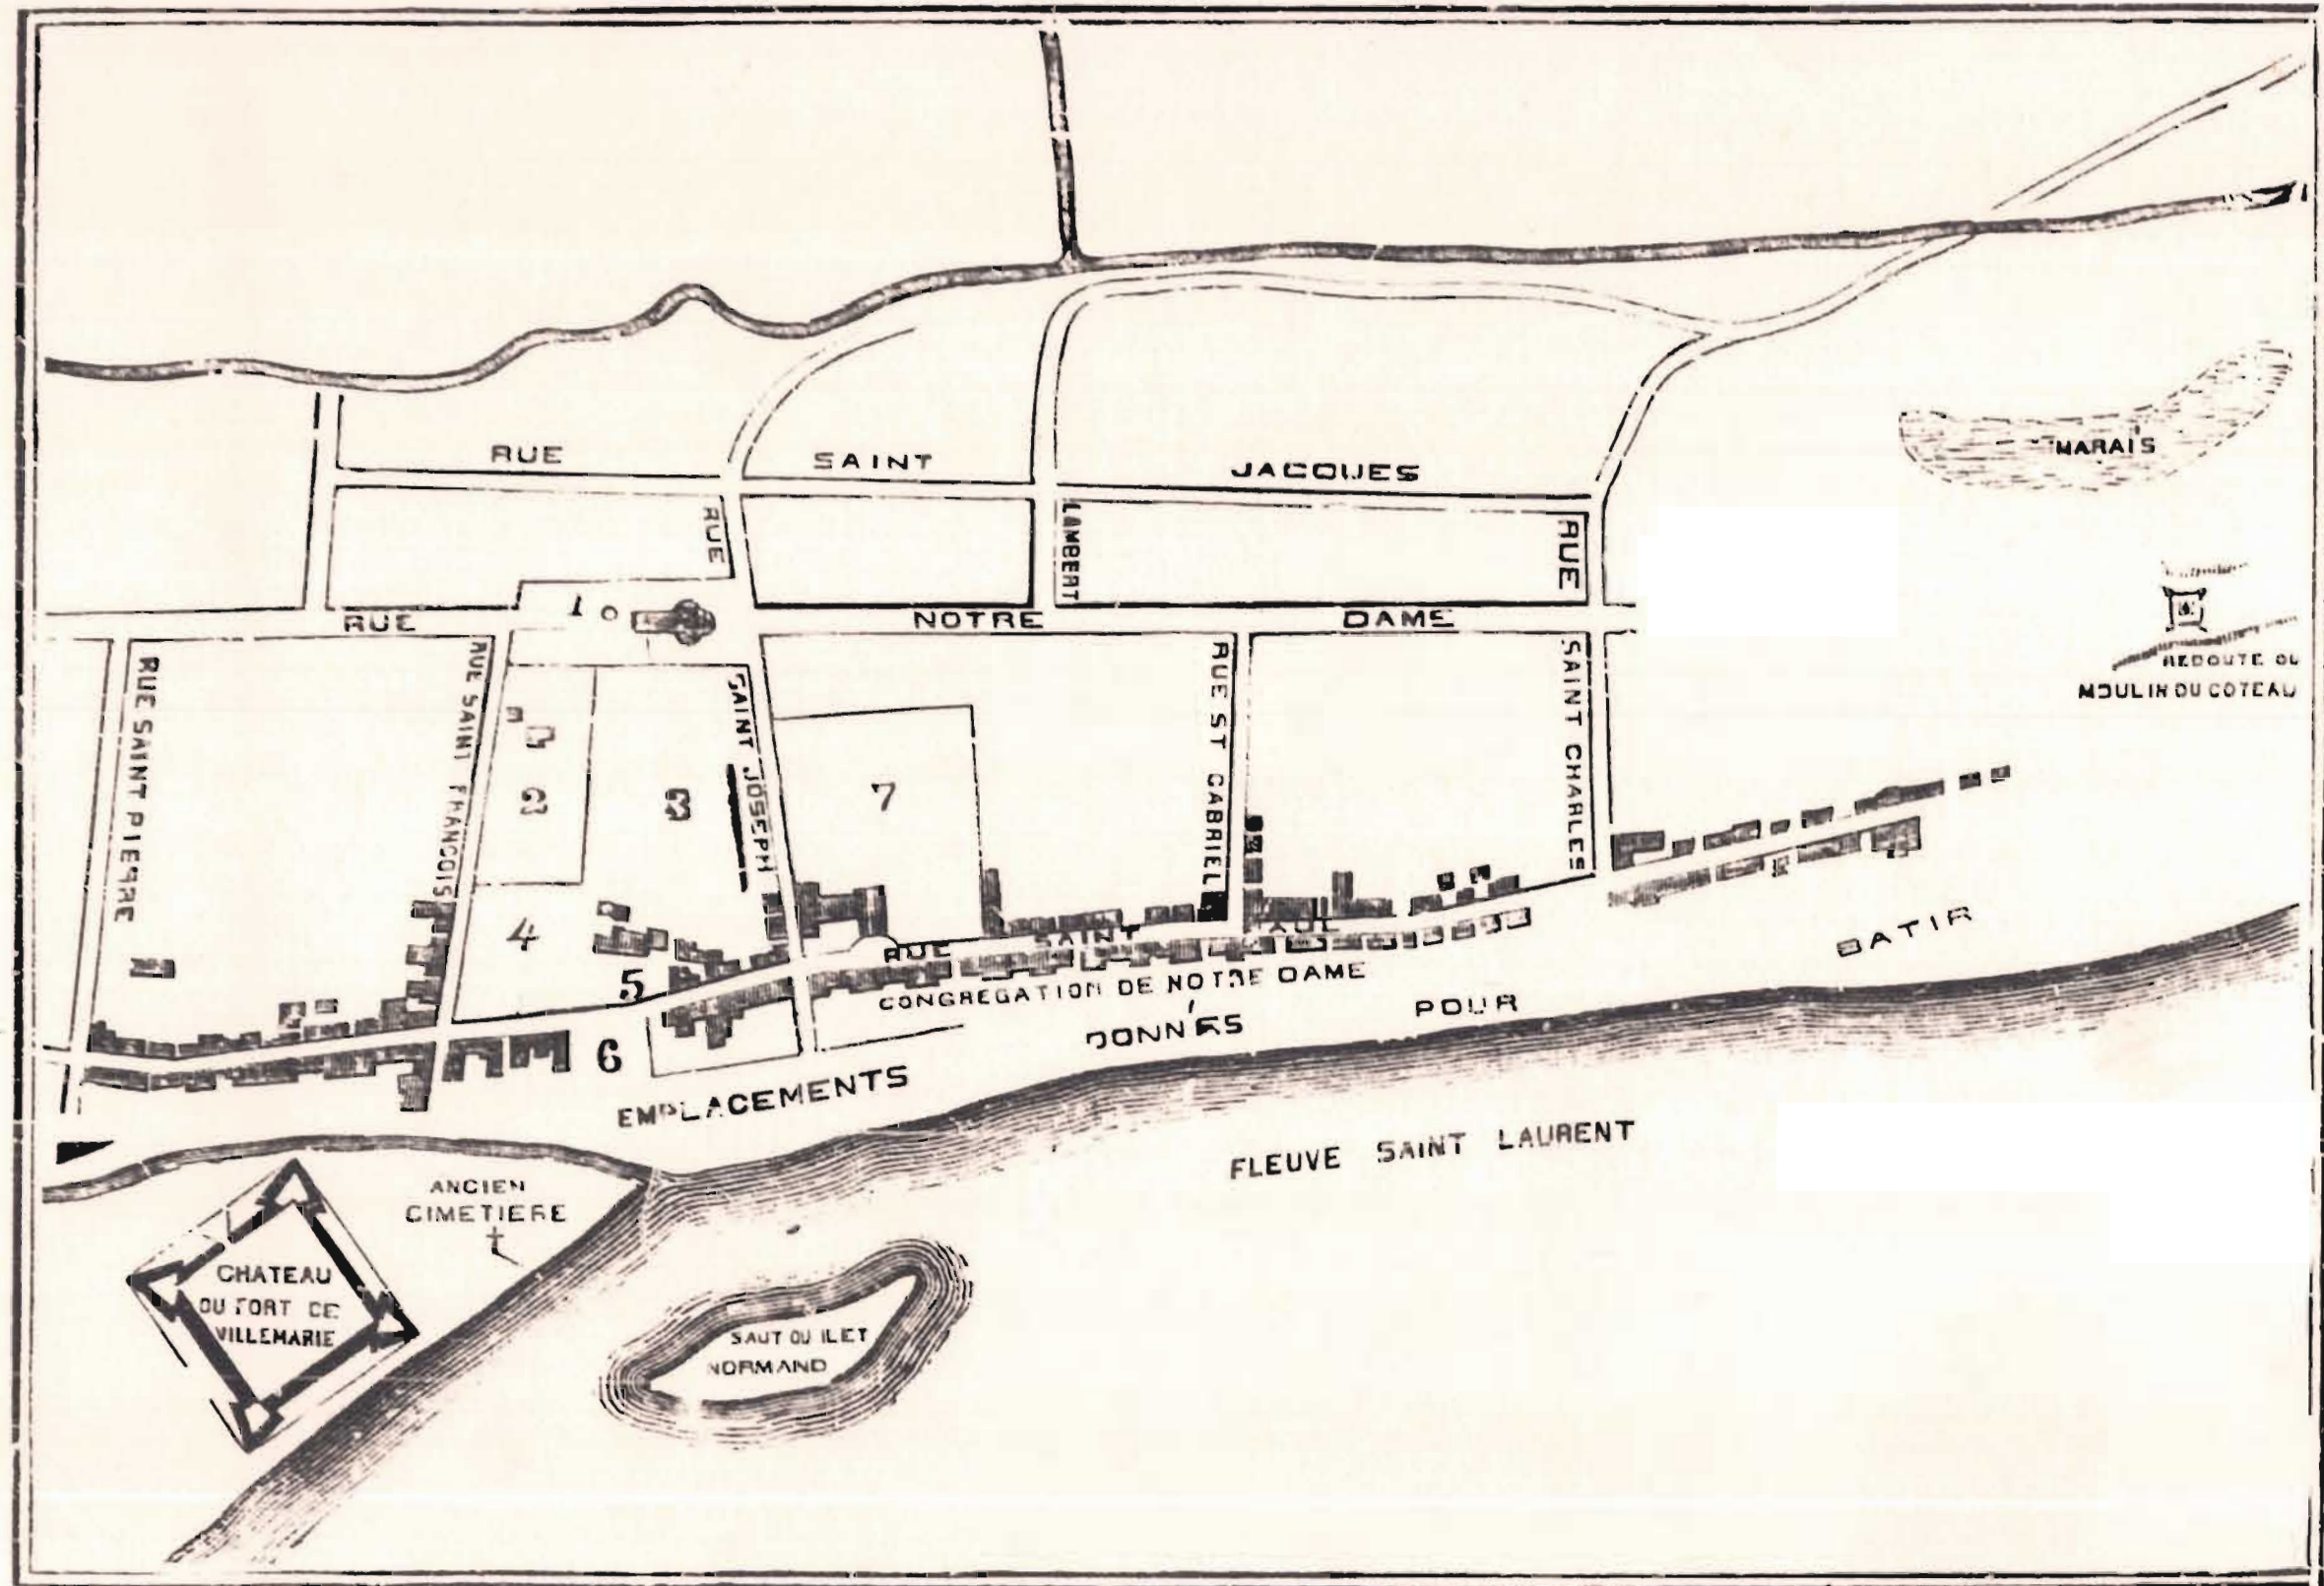 RUE SAINT JACQUES
MARAIS
RUE
LAMBERT
RUE
1
RUE NOTRE DAME
REDOUTE OU
MOULIN DU COTEAU
RUE SAINT PIERRE
RUE SAINT FRANCOIS
SAINT JOSEPH
RUE ST GABRIEL
SAINT CHARLES
3
7
4
5
6
RUE SAINT
CONGREGATION DE NOTRE DAME
EMPLACEMENTS DONNÉS POUR BATIR
FLEUVE SAINT LAURENT
ANCIEN
CIMETIERE
CHATEAU
OU FORT DE
VILLEMARIE
SAUT OU ILET
NORMAND